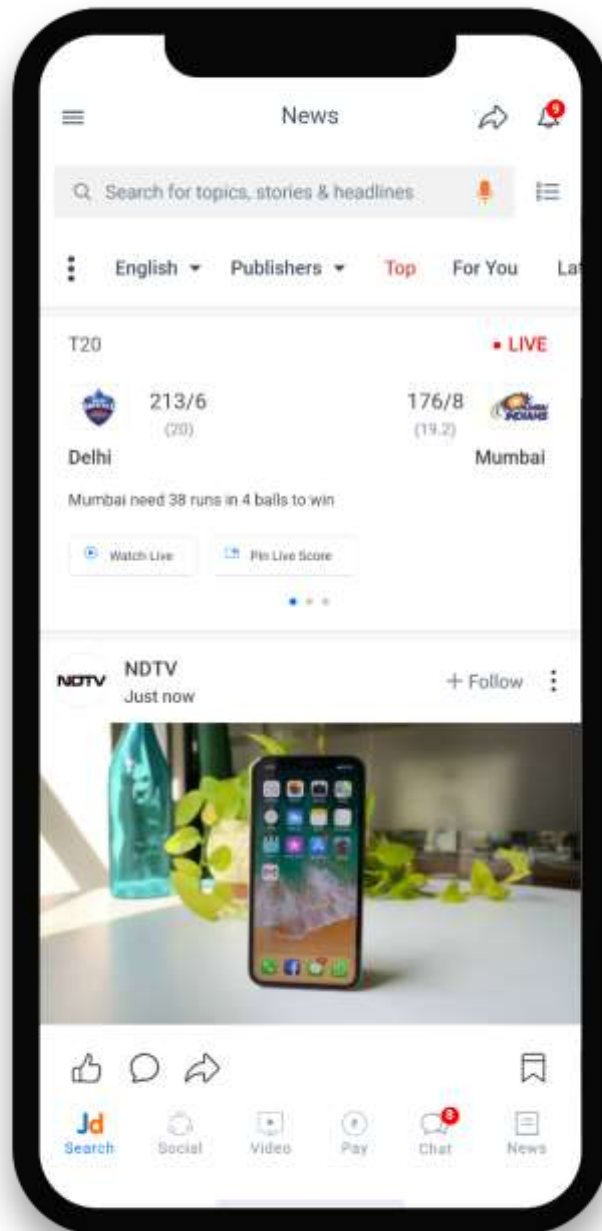 News
9
Search for topics, stories & headlines
English Publishers Top For You Lat
T20 • LIVE
213/6 176/8
(20) (19.2)
Delhi Mumbai
Mumbai need 38 runs in 4 balls to win
Watch Live Pin Live Score
NDTV NDTV + Follow
Just now
Jd 8
Search Social Video Pay Chat News